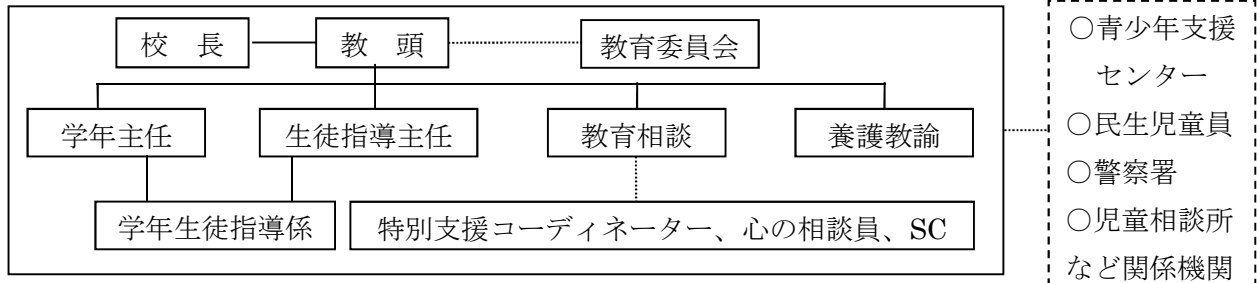 校　長
教　頭
教育委員会
学年主任
生徒指導主任
教育相談
養護教諭
学年生徒指導係
特別支援コーディネーター、心の相談員、SC
○青少年支援
センター
○民生児童員
○警察署
○児童相談所
など関係機関